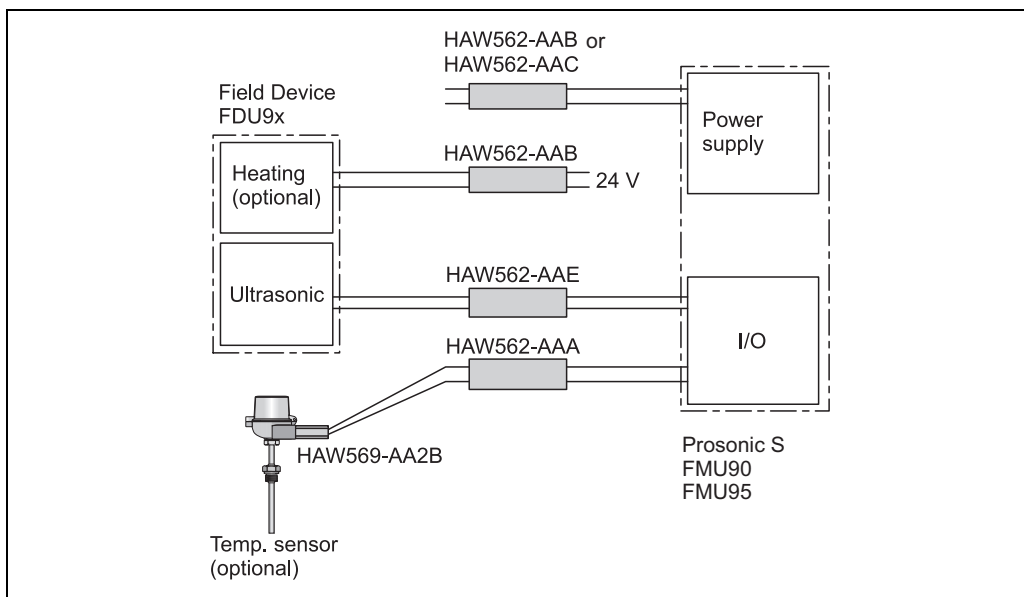 HAW562-AAB or
HAW562-AAC
Field Device
FDU9x
Power
supply
HAW562-AAB
Heating
(optional)
24 V
HAW562-AAE
Ultrasonic
I/O
HAW562-AAA
HAW569-AA2B
Prosonic S
FMU90
FMU95
Temp. sensor
(optional)